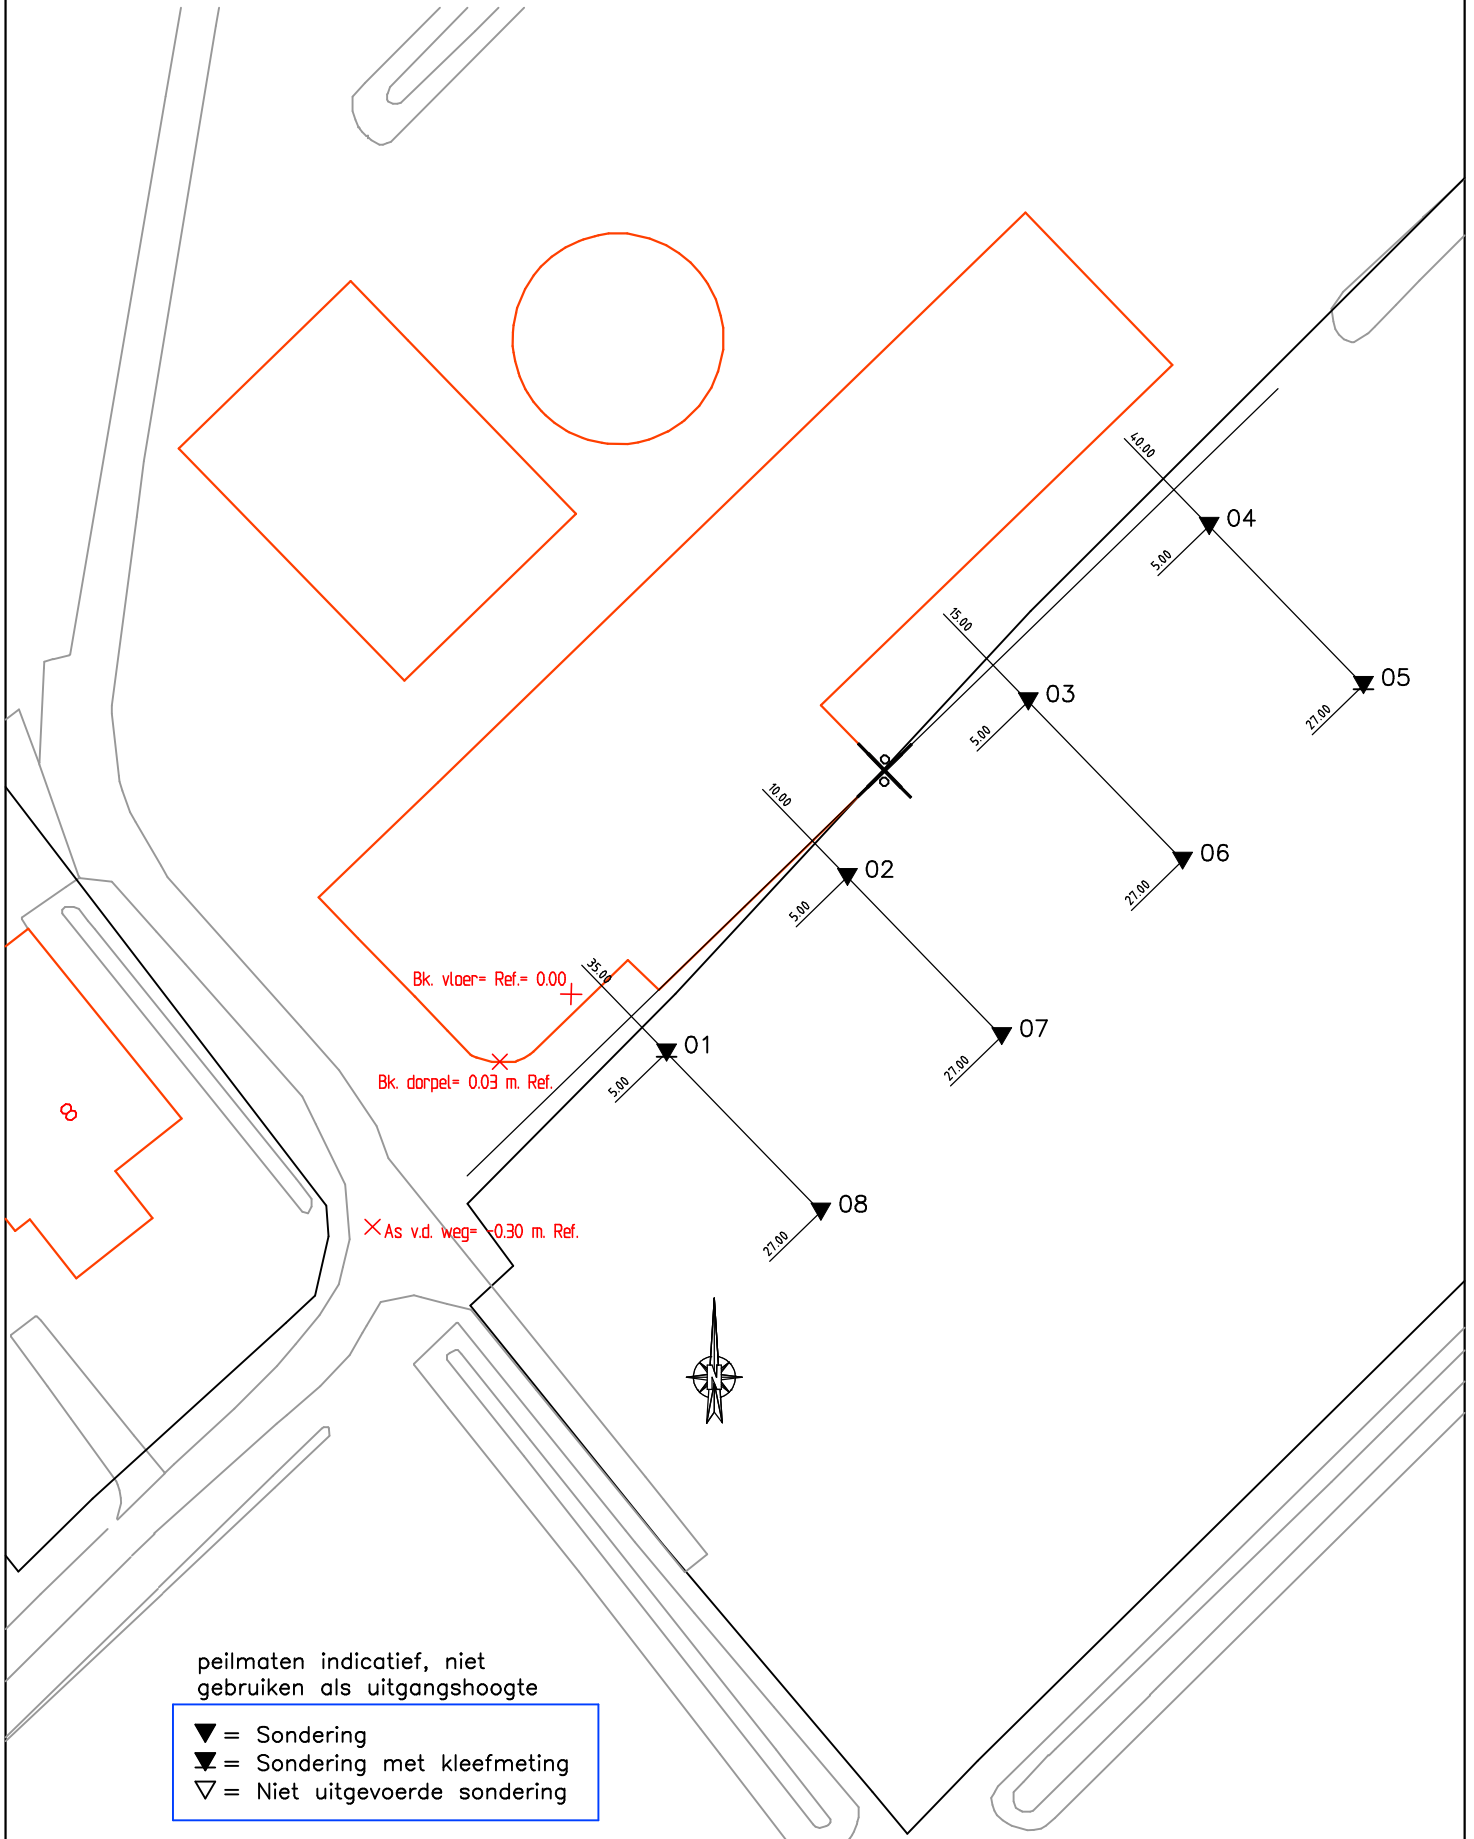 40.00
04
5.00
15.00
03
5.00
05
27.00
0
0
10.00
02
5.00
06
27.00
Bk. vloer= Ref.= 0.00
35.00
01
5.00
07
27.00
Bk. dorpel= 0.03 m. Ref.
8
08
27.00
As v.d. weg= -0.30 m. Ref.
N
peilmaten indicatief, niet
gebruiken als uitgangshoogte
= Sondering
= Sondering met kleefmeting
= Niet uitgevoerde sondering